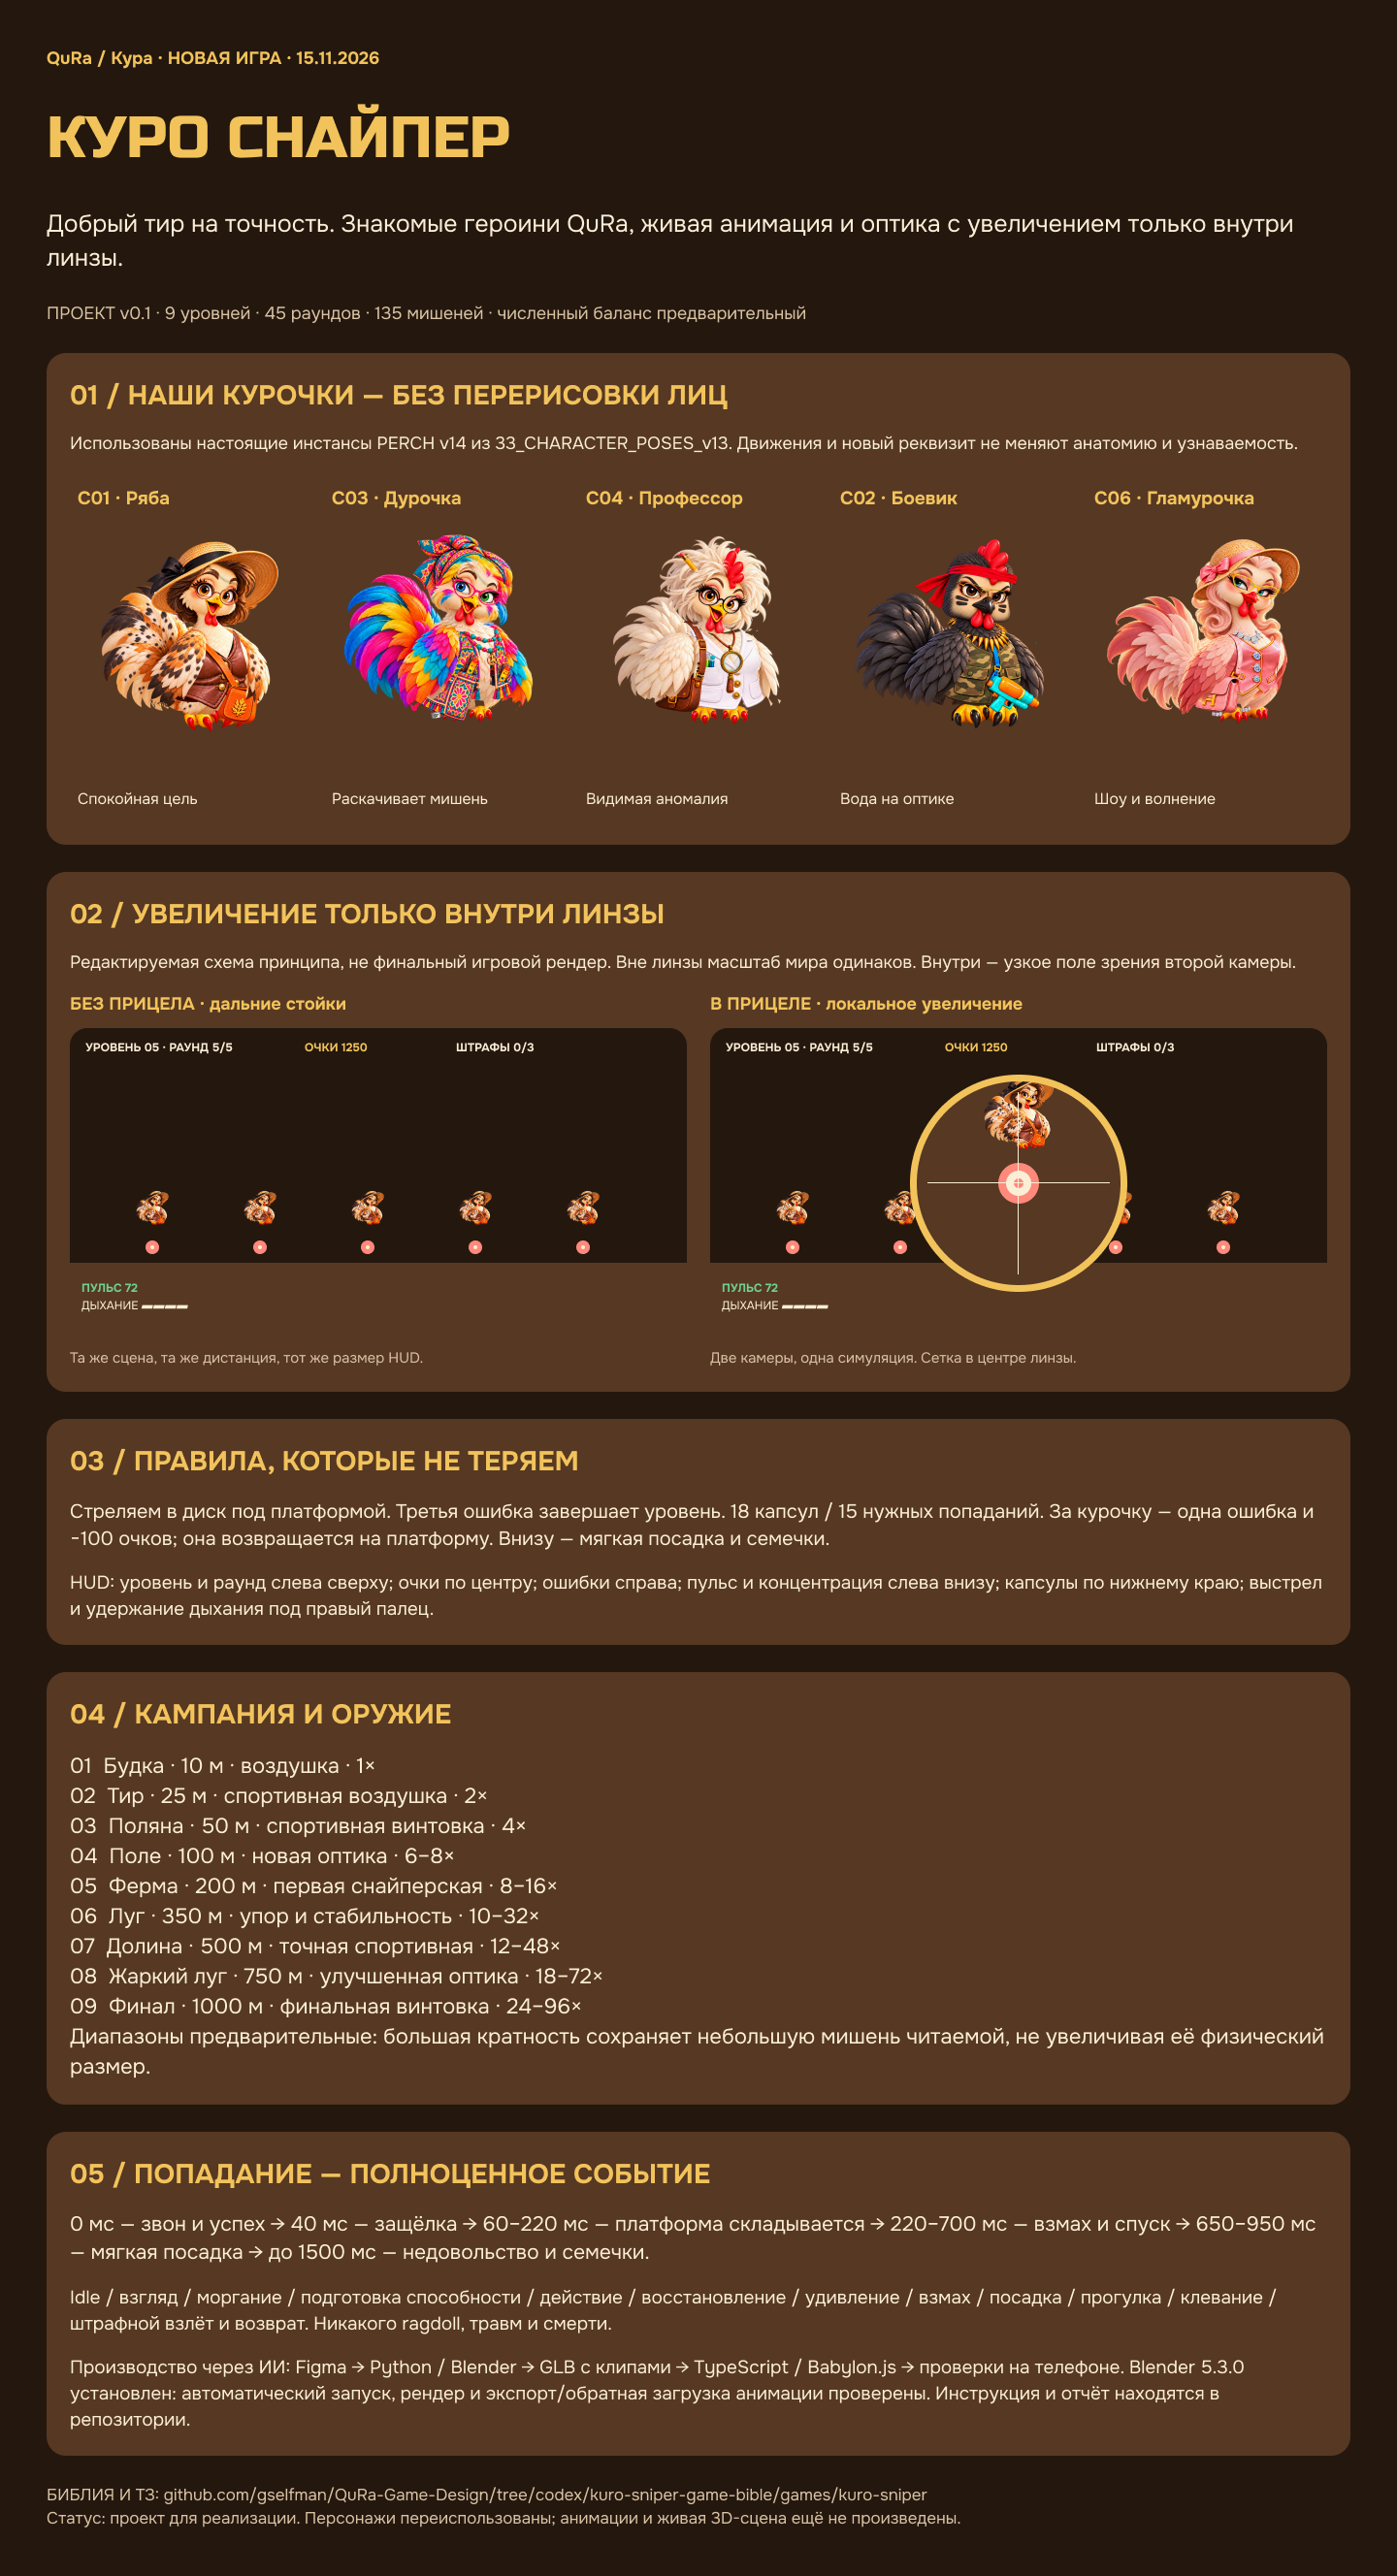 QuRa / Кура · НОВАЯ ИГРА · 15.11.2026
КУРО СНАЙПЕР
Добрый тир на точность. Знакомые героини QuRa, живая анимация и оптика с увеличением только внутри
линзы.
ПРОЕКТ v0.1 · 9 уровней · 45 раундов · 135 мишеней · численный баланс предварительный
01 / НАШИ КУРОЧКИ — БЕЗ ПЕРЕРИСОВКИ ЛИЦ
Использованы настоящие инстансы PERCH v14 из 33_CHARACTER_POSES_v13. Движения и новый реквизит не меняют анатомию и узнаваемость.
C01 · Ряба
C03 · Дурочка
C04 · Профессор
C02 · Боевик
C06 · Гламурочка
Спокойная цель
Раскачивает мишень
Видимая аномалия
Вода на оптике
Шоу и волнение
02 / УВЕЛИЧЕНИЕ ТОЛЬКО ВНУТРИ ЛИНЗЫ
Редактируемая схема принципа, не финальный игровой рендер. Вне линзы масштаб мира одинаков. Внутри — узкое поле зрения второй камеры.
БЕЗ ПРИЦЕЛА · дальние стойки
УРОВЕНЬ 05 · РАУНД 5/5
ОЧКИ 1250
ШТРАФЫ 0/3
ПУЛЬС 72
ДЫХАНИЕ ▰▰▰▰
Та же сцена, та же дистанция, тот же размер HUD.
В ПРИЦЕЛЕ · локальное увеличение
УРОВЕНЬ 05 · РАУНД 5/5
ОЧКИ 1250
ШТРАФЫ 0/3
ПУЛЬС 72
ДЫХАНИЕ ▰▰▰▰
Две камеры, одна симуляция. Сетка в центре линзы.
03 / ПРАВИЛА, КОТОРЫЕ НЕ ТЕРЯЕМ
Стреляем в диск под платформой. Третья ошибка завершает уровень. 18 капсул / 15 нужных попаданий. За курочку — одна ошибка и
−100 очков; она возвращается на платформу. Внизу — мягкая посадка и семечки.
HUD: уровень и раунд слева сверху; очки по центру; ошибки справа; пульс и концентрация слева внизу; капсулы по нижнему краю; выстрел
и удержание дыхания под правый палец.
04 / КАМПАНИЯ И ОРУЖИЕ
01 Будка · 10 м · воздушка · 1×
02 Тир · 25 м · спортивная воздушка · 2×
03 Поляна · 50 м · спортивная винтовка · 4×
04 Поле · 100 м · новая оптика · 6–8×
05 Ферма · 200 м · первая снайперская · 8–16×
06 Луг · 350 м · упор и стабильность · 10–32×
07 Долина · 500 м · точная спортивная · 12–48×
08 Жаркий луг · 750 м · улучшенная оптика · 18–72×
09 Финал · 1000 м · финальная винтовка · 24–96×
Диапазоны предварительные: большая кратность сохраняет небольшую мишень читаемой, не увеличивая её физический
размер.
05 / ПОПАДАНИЕ — ПОЛНОЦЕННОЕ СОБЫТИЕ
0 мс — звон и успех → 40 мс — защёлка → 60–220 мс — платформа складывается → 220–700 мс — взмах и спуск → 650–950 мс
— мягкая посадка → до 1500 мс — недовольство и семечки.
Idle / взгляд / моргание / подготовка способности / действие / восстановление / удивление / взмах / посадка / прогулка / клевание /
штрафной взлёт и возврат. Никакого ragdoll, травм и смерти.
Производство через ИИ: Figma → Python / Blender → GLB с клипами → TypeScript / Babylon.js → проверки на телефоне. Blender 5.3.0
установлен: автоматический запуск, рендер и экспорт/обратная загрузка анимации проверены. Инструкция и отчёт находятся в
репозитории.
БИБЛИЯ И ТЗ: github.com/gselfman/QuRa-Game-Design/tree/codex/kuro-sniper-game-bible/games/kuro-sniper
Статус: проект для реализации. Персонажи переиспользованы; анимации и живая 3D-сцена ещё не произведены.